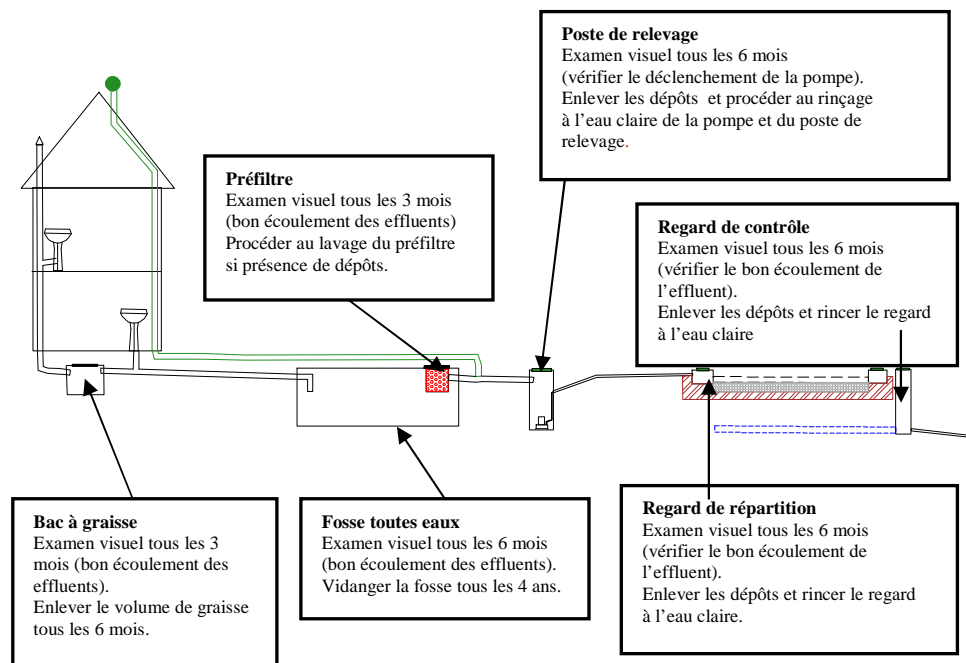 Poste de relevage
Examen visuel tous les 6 mois
(vérifier le déclenchement de la pompe).
Enlever les dépôts et procéder au rinçage
à l’eau claire de la pompe et du poste de
relevage.
Préfiltre
Examen visuel tous les 3 mois
(bon écoulement des effluents)
Procéder au lavage du préfiltre
si présence de dépôts.
Regard de contrôle
Examen visuel tous les 6 mois
(vérifier le bon écoulement de
l’effluent).
Enlever les dépôts et rincer le regard
à l’eau claire
Bac à graisse
Examen visuel tous les 3
mois (bon écoulement des
effluents).
Enlever le volume de graisse
tous les 6 mois.
Fosse toutes eaux
Examen visuel tous les 6 mois
(bon écoulement des effluents).
Vidanger la fosse tous les 4 ans.
Regard de répartition
Examen visuel tous les 6 mois
(vérifier le bon écoulement de
l’effluent).
Enlever les dépôts et rincer le regard
à l’eau claire.